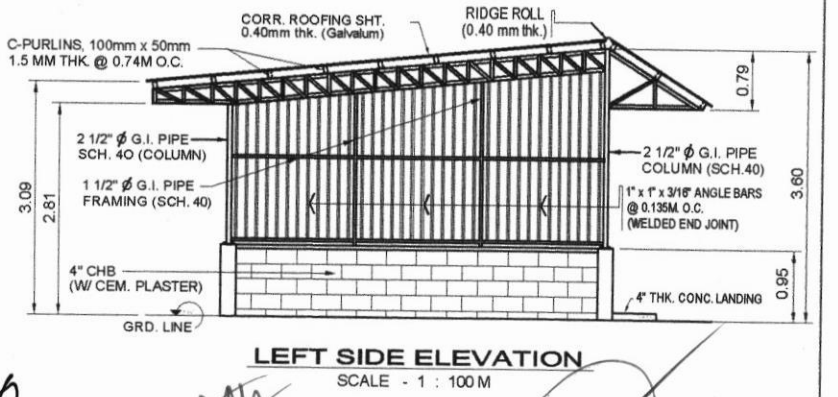 CORR. ROOFING SHT.
0.40mm thk. (Galvalum)
RIDGE ROLL
(0.40 mm thk.)
C-PURLINS, 100mm x 50mm
1.5 MM THK. @ 0.74M O.C.
0.79
2 1/2" Ø G.I. PIPE
SCH. 4O (COLUMN)
2 1/2" Ø G.I. PIPE
COLUMN (SCH.40)
1 1/2" Ø G.I. PIPE
FRAMING (SCH. 40)
1" x 1" x 3/16" ANGLE BARS
@ 0.135M. O.C.
(WELDED END JOINT)
3.09
2.81
3.60
4" CHB
(W/ CEM. PLASTER)
0.95
4" THK. CONC. LANDING
GRD. LINE
LEFT SIDE ELEVATION
SCALE - 1 : 100 M